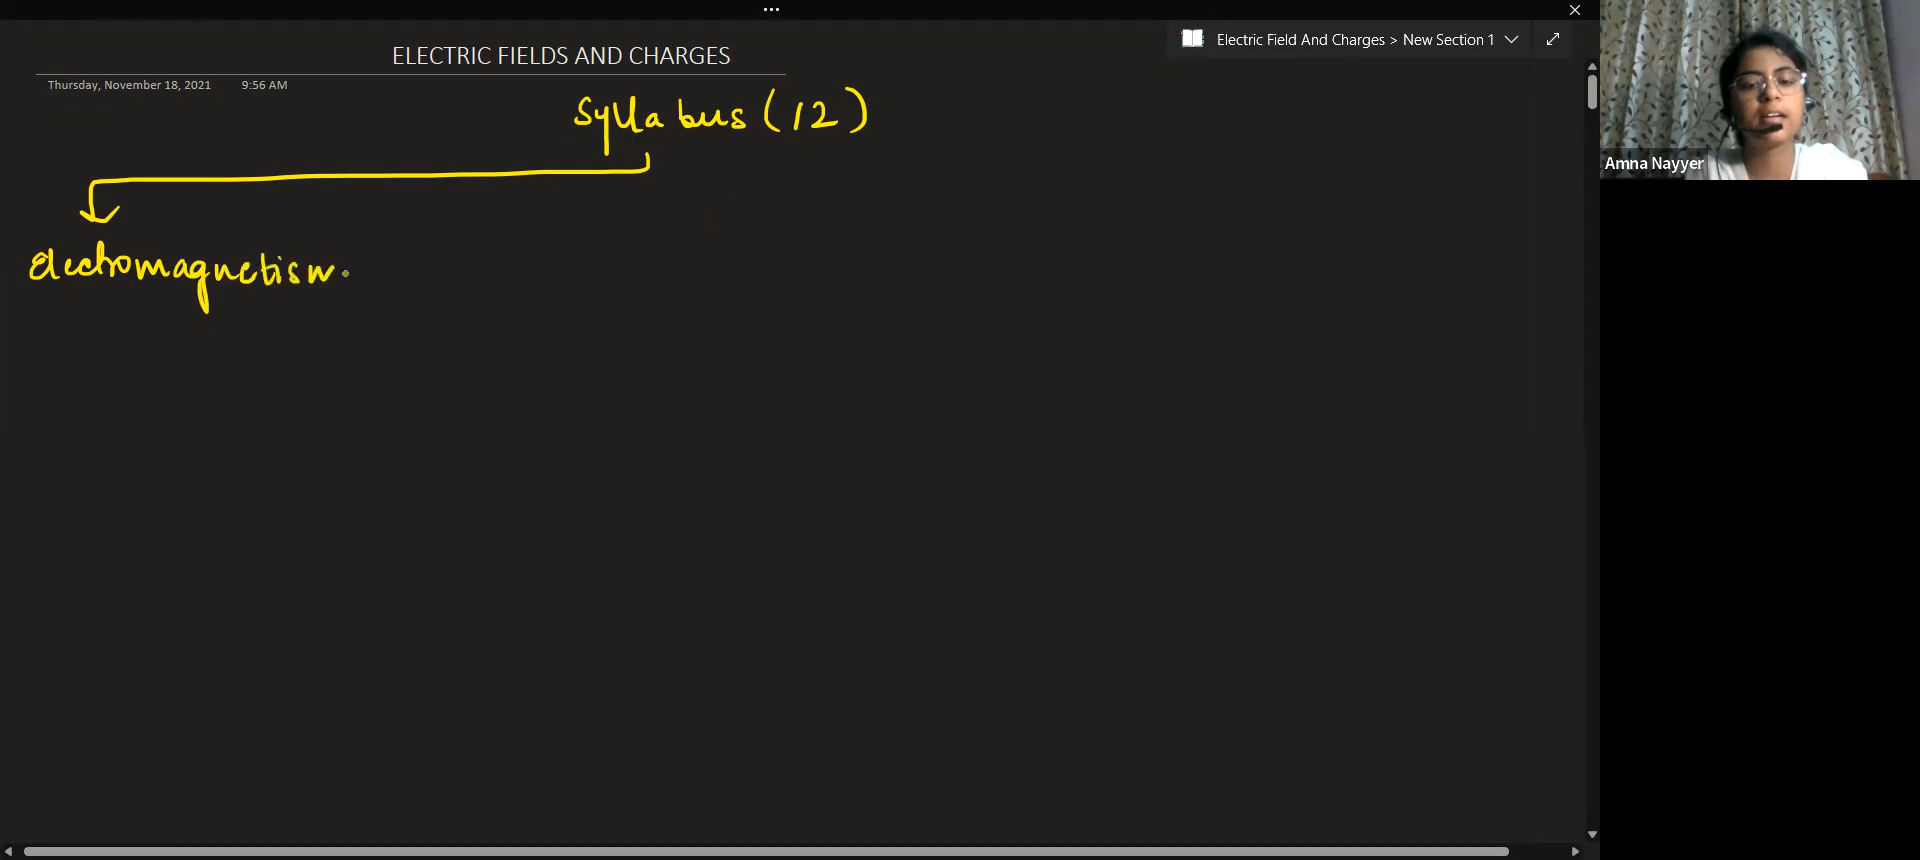 ELECTRIC FIELDS AND CHARGES
Electric Field And Charges > New Section 1
Thursday, November 18, 2021 9:56 AM
Syllabus (12)
Amna Nayyer
Electromagnetism